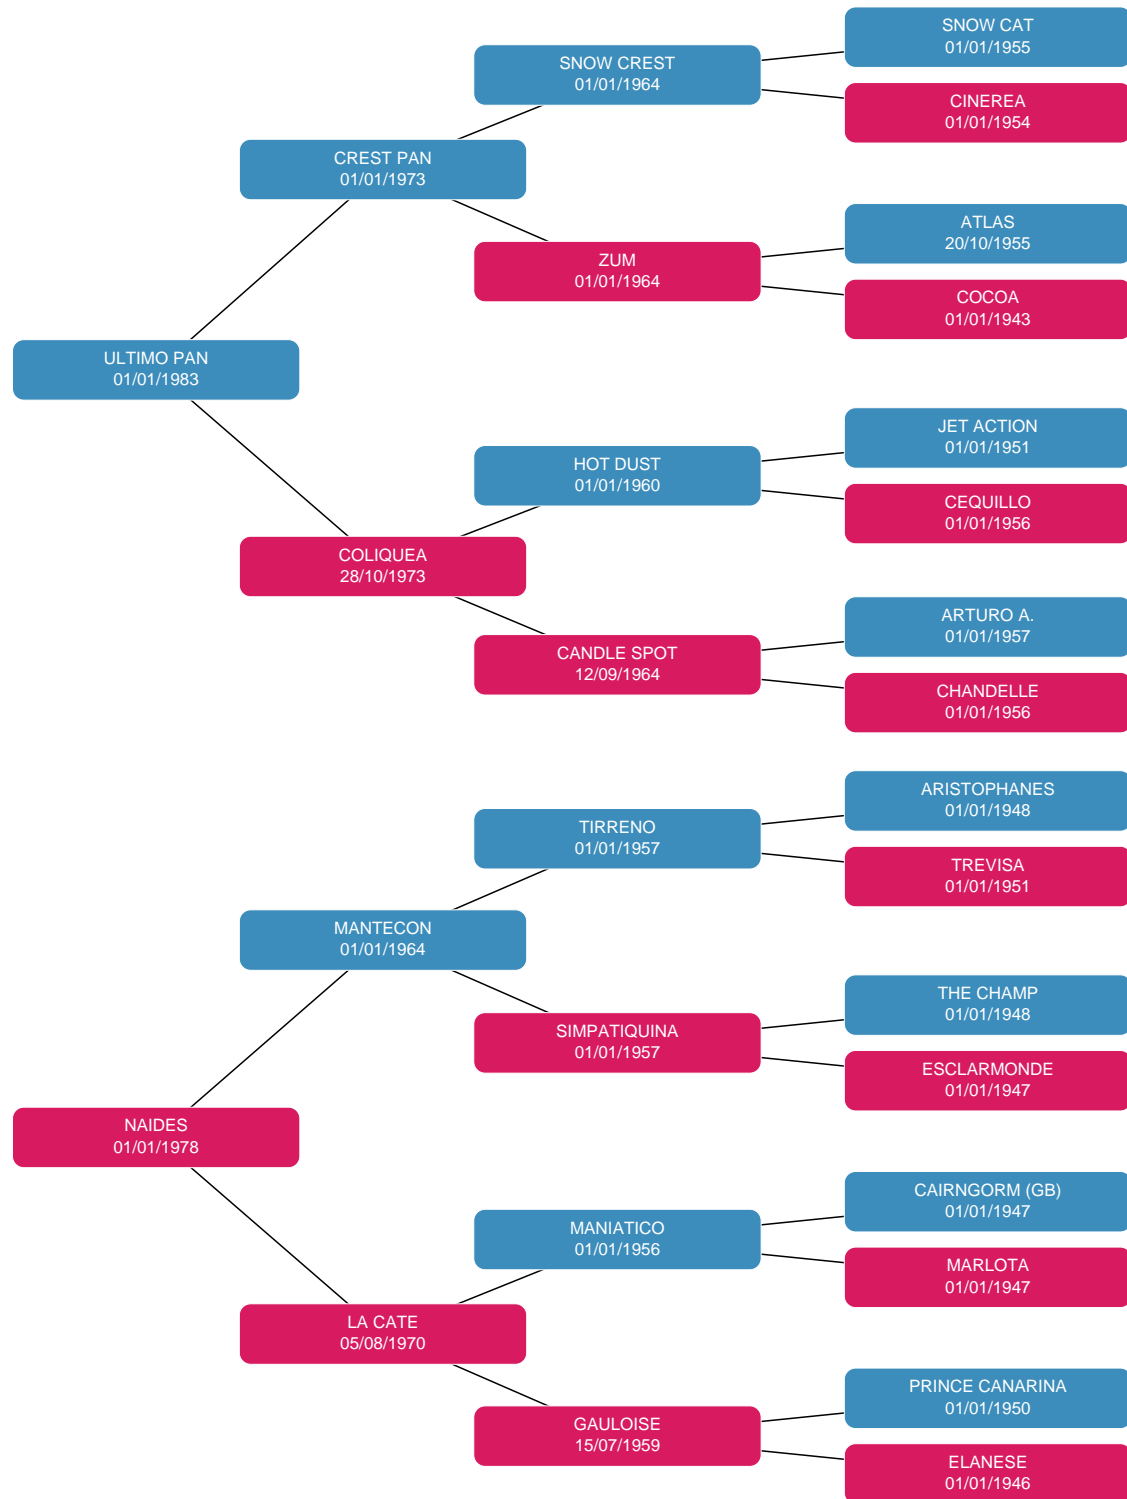 SNOW CAT
01/01/1955
SNOW CREST
01/01/1964
CINEREA
01/01/1954
CREST PAN
01/01/1973
ATLAS
20/10/1955
ZUM
01/01/1964
COCOA
01/01/1943
ULTIMO PAN
01/01/1983
JET ACTION
01/01/1951
HOT DUST
01/01/1960
CEQUILLO
01/01/1956
COLIQUEA
28/10/1973
ARTURO A.
01/01/1957
CANDLE SPOT
12/09/1964
CHANDELLE
01/01/1956
ARISTOPHANES
01/01/1948
TIRRENO
01/01/1957
TREVISA
01/01/1951
MANTECON
01/01/1964
THE CHAMP
01/01/1948
SIMPATIQUINA
01/01/1957
ESCLARMONDE
01/01/1947
NAIDES
01/01/1978
CAIRNGORM (GB)
01/01/1947
MANIATICO
01/01/1956
MARLOTA
01/01/1947
LA CATE
05/08/1970
PRINCE CANARINA
01/01/1950
GAULOISE
15/07/1959
ELANESE
01/01/1946